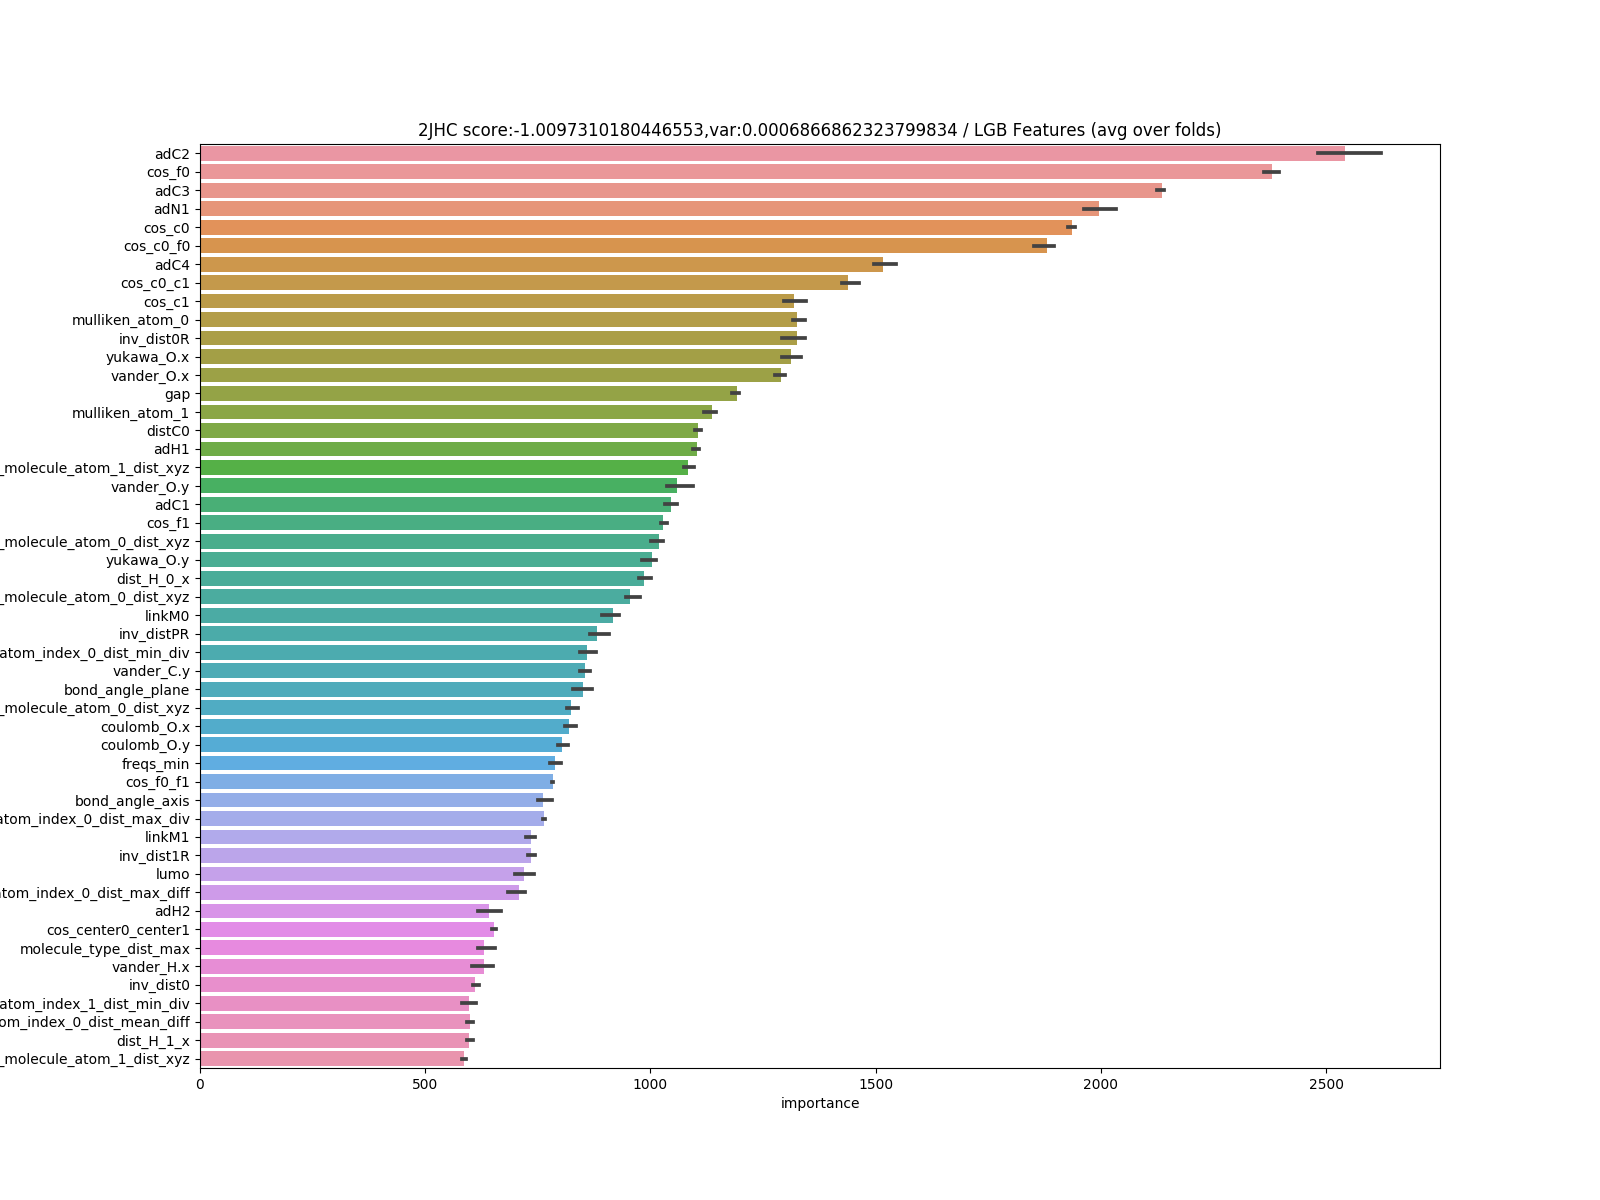 2JHC score:-1.0097310180446553,var:0.0006866862323799834 / LGB Features (avg over folds)
adC2
cos_f0
adC3
adN1
cos_c0
cos_c0_f0
adC4
cos_c0_c1
cos_c1
mulliken_atom_0
inv_dist0R
yukawa_O.x
vander_O.x
gap
mulliken_atom_1
distC0
adH1
_molecule_atom_1_dist_xyz
vander_O.y
adC1
cos_f1
_molecule_atom_0_dist_xyz
yukawa_O.y
dist_H_0_x
_molecule_atom_0_dist_xyz
linkM0
inv_distPR
atom_index_0_dist_min_div
vander_C.y
bond_angle_plane
_molecule_atom_0_dist_xyz
coulomb_O.x
coulomb_O.y
freqs_min
cos_f0_f1
bond_angle_axis
atom_index_0_dist_max_div
linkM1
inv_dist1R
lumo
atom_index_0_dist_max_diff
adH2
cos_center0_center1
molecule_type_dist_max
vander_H.x
inv_dist0
atom_index_1_dist_min_div
om_index_0_dist_mean_diff
dist_H_1_x
_molecule_atom_1_dist_xyz
0 500 1000 1500 2000 2500
importance